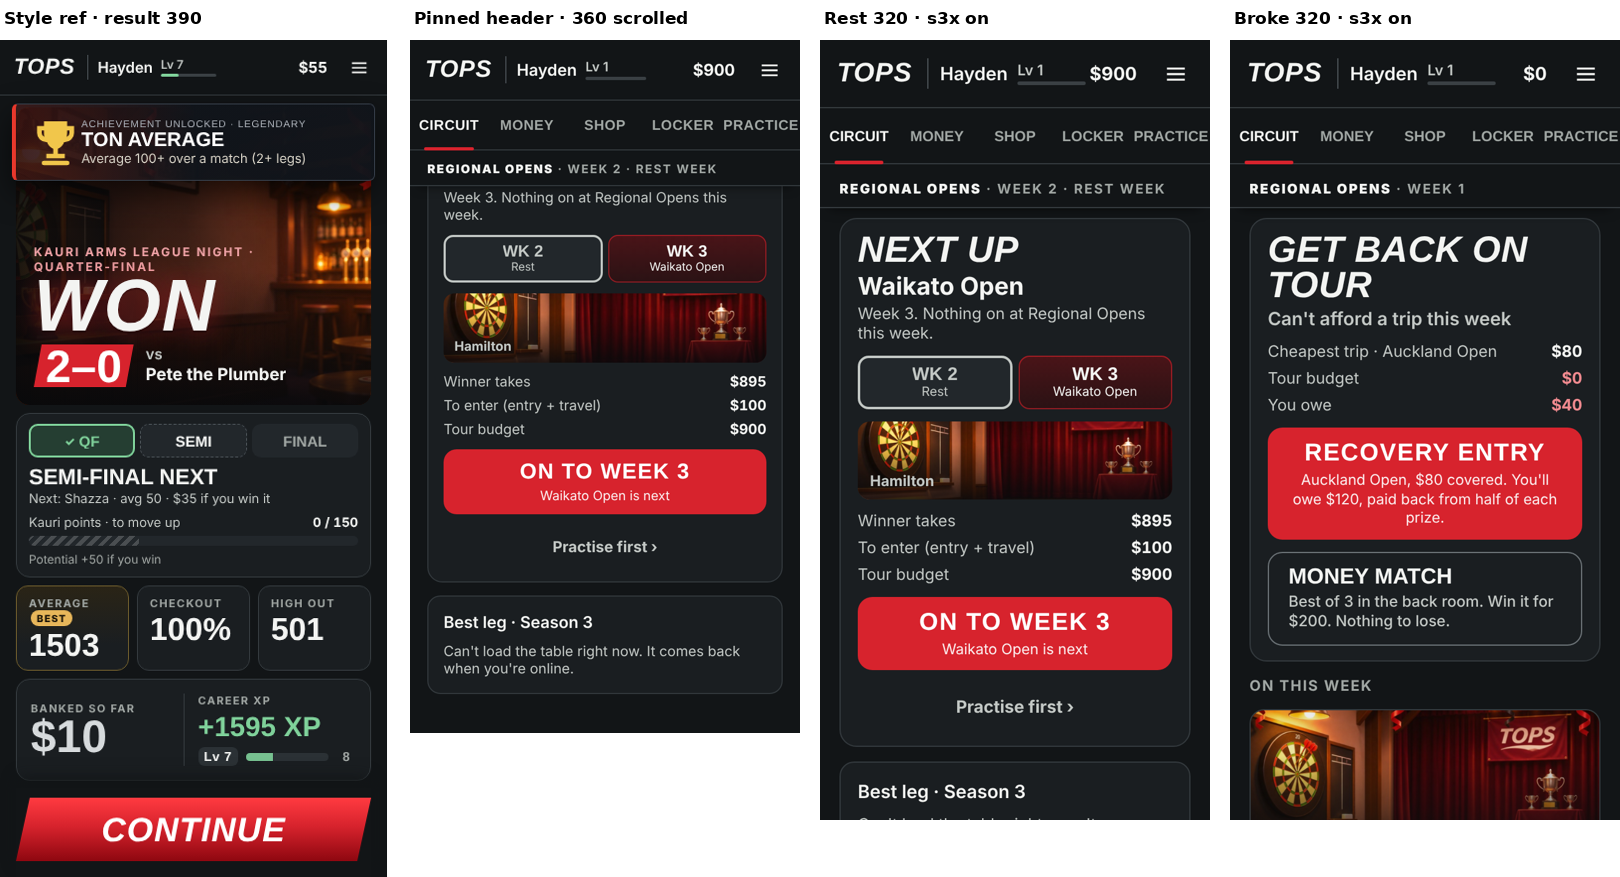 Style ref · result 390
TOPS
Hayden
Lv 7
$55
ACHIEVEMENT UNLOCKED · LEGENDARY
TON AVERAGE
Average 100+ over a match (2+ legs)
KAURI ARMS LEAGUE NIGHT ·
QUARTER-FINAL
WON
2–0
vs
Pete the Plumber
✓ QF
SEMI
FINAL
SEMI-FINAL NEXT
Next: Shazza · avg 50 · $35 if you win it
Kauri points · to move up
0 / 150
Potential +50 if you win
AVERAGE
BEST
1503
CHECKOUT
100%
HIGH OUT
501
BANKED SO FAR
$10
CAREER XP
+1595 XP
Lv 7
8
CONTINUE
Pinned header · 360 scrolled
TOPS
Hayden
Lv 1
$900
CIRCUIT
MONEY
SHOP
LOCKER
PRACTICE
REGIONAL OPENS · WEEK 2 · REST WEEK
Week 3. Nothing on at Regional Opens this
week.
WK 2
Rest
WK 3
Waikato Open
Hamilton
Winner takes
$895
To enter (entry + travel)
$100
Tour budget
$900
ON TO WEEK 3
Waikato Open is next
Practise first ›
Best leg · Season 3
Can't load the table right now. It comes back
when you're online.
Rest 320 · s3x on
TOPS
Hayden
Lv 1
$900
CIRCUIT
MONEY
SHOP
LOCKER
PRACTICE
REGIONAL OPENS · WEEK 2 · REST WEEK
NEXT UP
Waikato Open
Week 3. Nothing on at Regional Opens
this week.
WK 2
Rest
WK 3
Waikato Open
Hamilton
Winner takes
$895
To enter (entry + travel)
$100
Tour budget
$900
ON TO WEEK 3
Waikato Open is next
Practise first ›
Best leg · Season 3
Broke 320 · s3x on
TOPS
Hayden
Lv 1
$0
CIRCUIT
MONEY
SHOP
LOCKER
PRACTICE
REGIONAL OPENS · WEEK 1
GET BACK ON
TOUR
Can't afford a trip this week
Cheapest trip · Auckland Open
$80
Tour budget
$0
You owe
$40
RECOVERY ENTRY
Auckland Open, $80 covered. You'll
owe $120, paid back from half of each
prize.
MONEY MATCH
Best of 3 in the back room. Win it for
$200. Nothing to lose.
ON THIS WEEK
TOPS